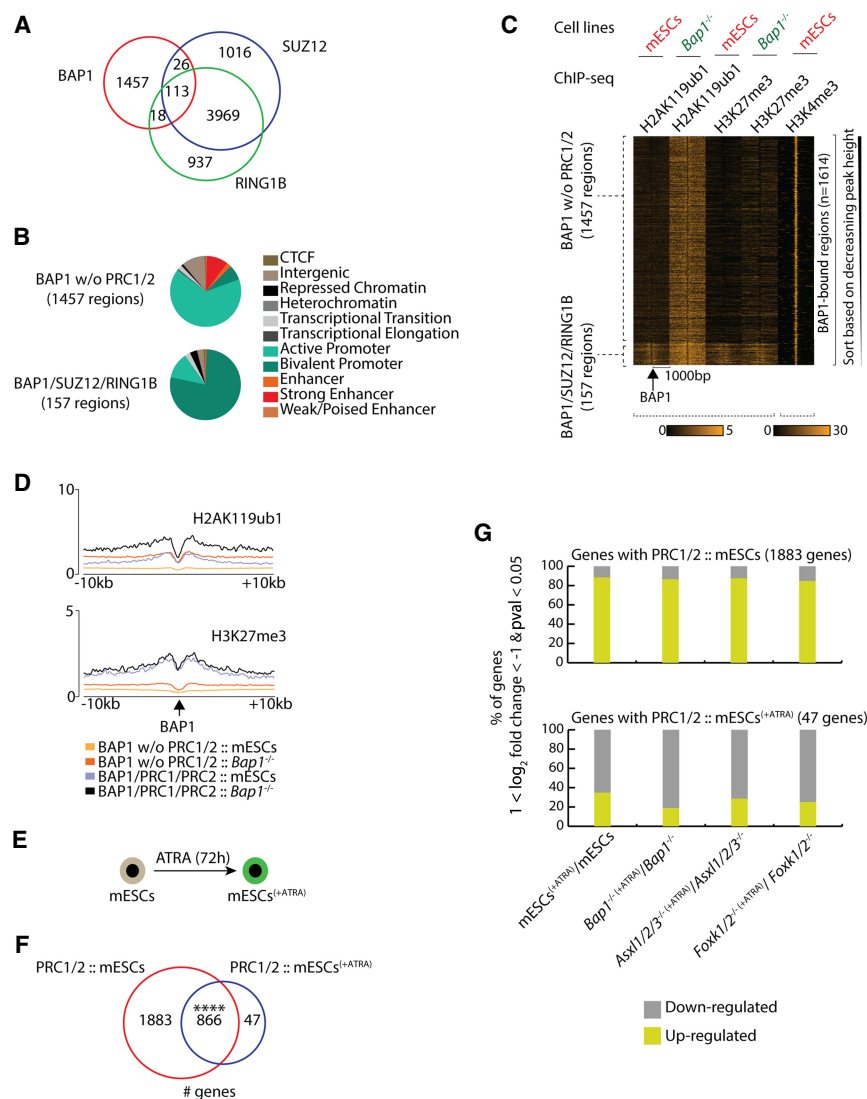 A
BAP1
SUZ12
RING1B
1457
26
1016
113
18
3969
937
B
BAP1 w/o PRC1/2
(1457 regions)
BAP1/SUZ12/RING1B
(157 regions)
CTCF
Intergenic
Repressed Chromatin
Heterochromatin
Transcriptional Transition
Transcriptional Elongation
Active Promoter
Bivalent Promoter
Enhancer
Strong Enhancer
Weak/Poised Enhancer
C
Cell lines
mESCs
Bap1-/-
mESCs
Bap1-/-
mESCs
ChIP-seq
H2AK119ub1
H2AK119ub1
H3K27me3
H3K27me3
H3K4me3
BAP1 w/o PRC1/2
(1457 regions)
BAP1/SUZ12/RING1B
(157 regions)
BAP1-bound regions (n=1614)
Sort based on decreasning peak height
1000bp
BAP1
0 5
0 30
D
10
H2AK119ub1
0
-10kb +10kb
5
H3K27me3
0
-10kb +10kb
BAP1
BAP1 w/o PRC1/2 :: mESCs
BAP1 w/o PRC1/2 :: Bap1-/-
BAP1/PRC1/PRC2 :: mESCs
BAP1/PRC1/PRC2 :: Bap1-/-
E
ATRA (72h)
mESCs
mESCs(+ATRA)
F
PRC1/2 :: mESCs
PRC1/2 :: mESCs(+ATRA)
1883
****
866
47
# genes
G
Genes with PRC1/2 :: mESCs (1883 genes)
100
80
60
40
20
0
% of genes
1 < log2 fold change < -1 & pval < 0.05
Genes with PRC1/2 :: mESCs(+ATRA) (47 genes)
100
80
60
40
20
0
mESCs(+ATRA)/mESCs
Bap1-/- (+ATRA)/Bap1-/-
Asxl1/2/3-/- (+ATRA)/Asxl1/2/3-/-
Foxk1/2-/- (+ATRA)/ Foxk1/2-/-
Down-regulated
Up-regulated